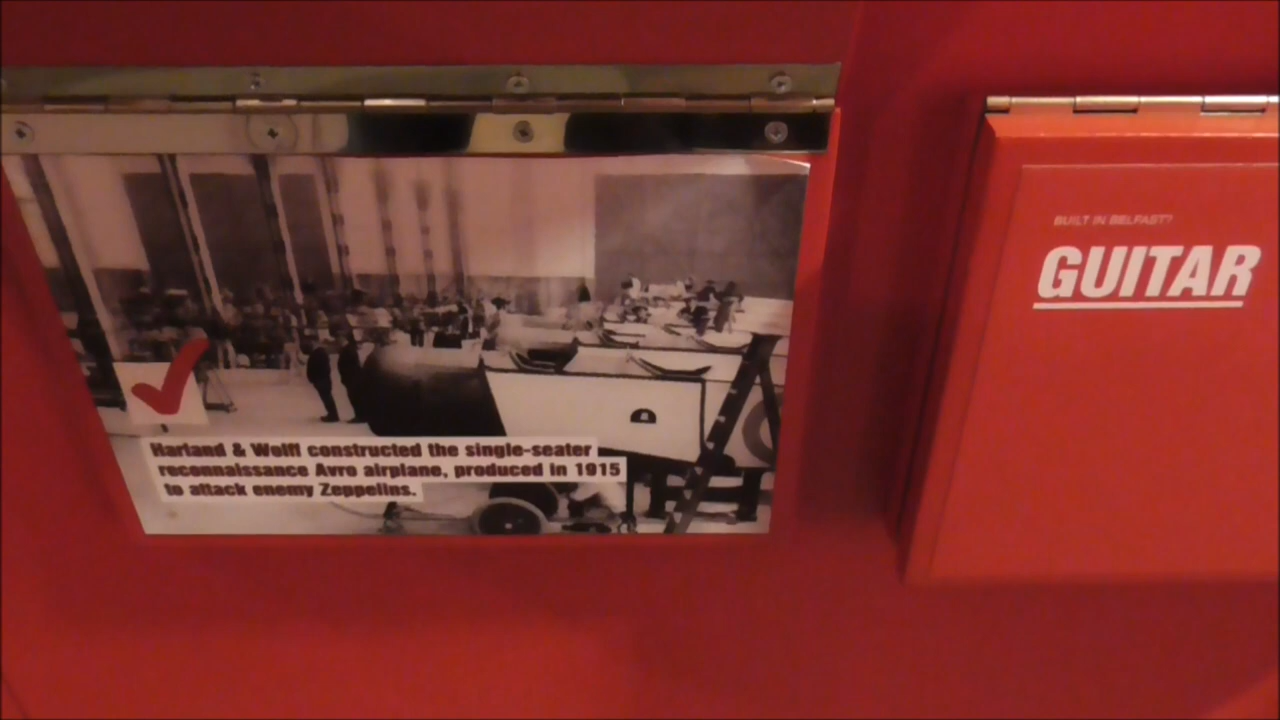 Harland & Wolff constructed the single-seater
reconnaissance Avro airplane, produced in 1915
to attack enemy Zeppelins.
BUILT IN BELFAST?
GUITAR